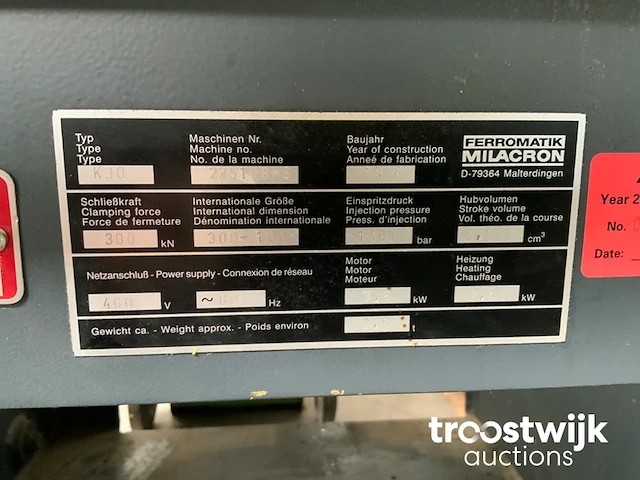 Typ
Type
Type
K30
Maschinen Nr.
Machine no.
No. de la machine
Baujahr
Year of construction
Anneé de fabrication
FERROMATIK
MILACRON
D-79364 Malterdingen
Schließkraft
Clamping force
Force de fermeture
300 kN
Internationale Größe
International dimension
Dénomination internationale
Einspritzdruck
Injection pressure
Press. d'injection
bar
Hubvolumen
Stroke volume
Vol. théo. de la course
cm³
Netzanschluß - Power supply - Connexion de réseau
460 V
~ Hz
Motor
Motor
Moteur
kW
Heizung
Heating
Chauffage
kW
Gewicht ca. - Weight approx. - Poids environ
t
Year 2
No.
Date:
troostwijk
auctions